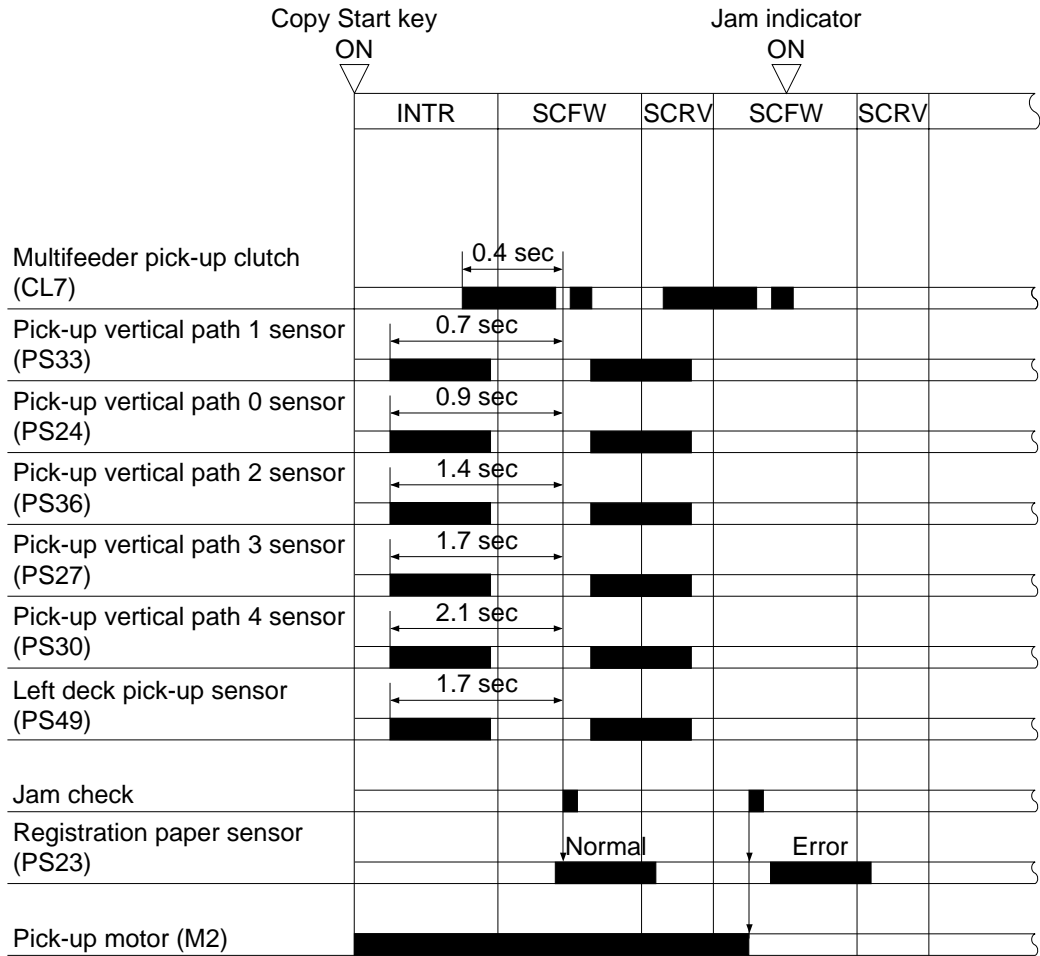 Copy Start key
ON
Jam indicator
ON
INTR
SCFW
SCRV
SCFW
SCRV
Multifeeder pick-up clutch
(CL7)
0.4 sec
Pick-up vertical path 1 sensor
(PS33)
0.7 sec
Pick-up vertical path 0 sensor
(PS24)
0.9 sec
Pick-up vertical path 2 sensor
(PS36)
1.4 sec
Pick-up vertical path 3 sensor
(PS27)
1.7 sec
Pick-up vertical path 4 sensor
(PS30)
2.1 sec
Left deck pick-up sensor
(PS49)
1.7 sec
Jam check
Registration paper sensor
(PS23)
Normal
Error
Pick-up motor (M2)